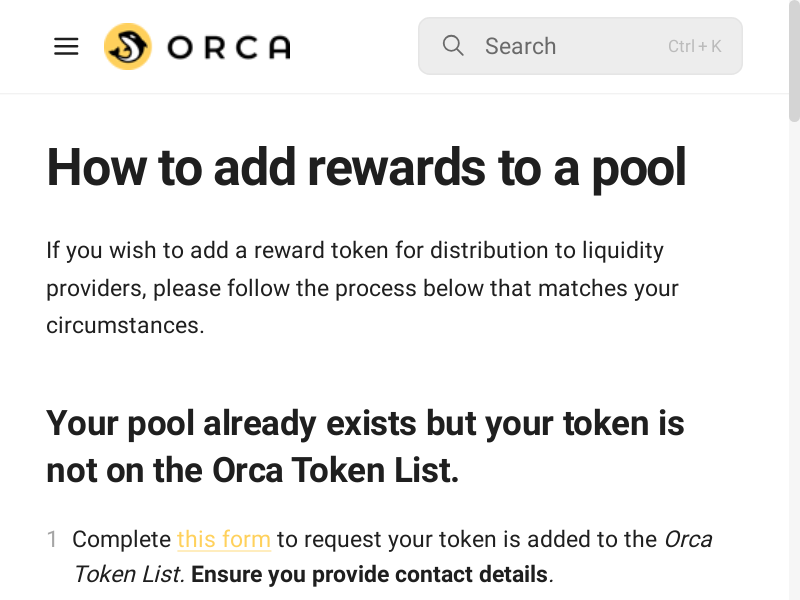 ORCA
Search
Ctrl + K
How to add rewards to a pool
If you wish to add a reward token for distribution to liquidity
providers, please follow the process below that matches your
circumstances.
Your pool already exists but your token is
not on the Orca Token List.
1 Complete this form to request your token is added to the Orca
Token List. Ensure you provide contact details.